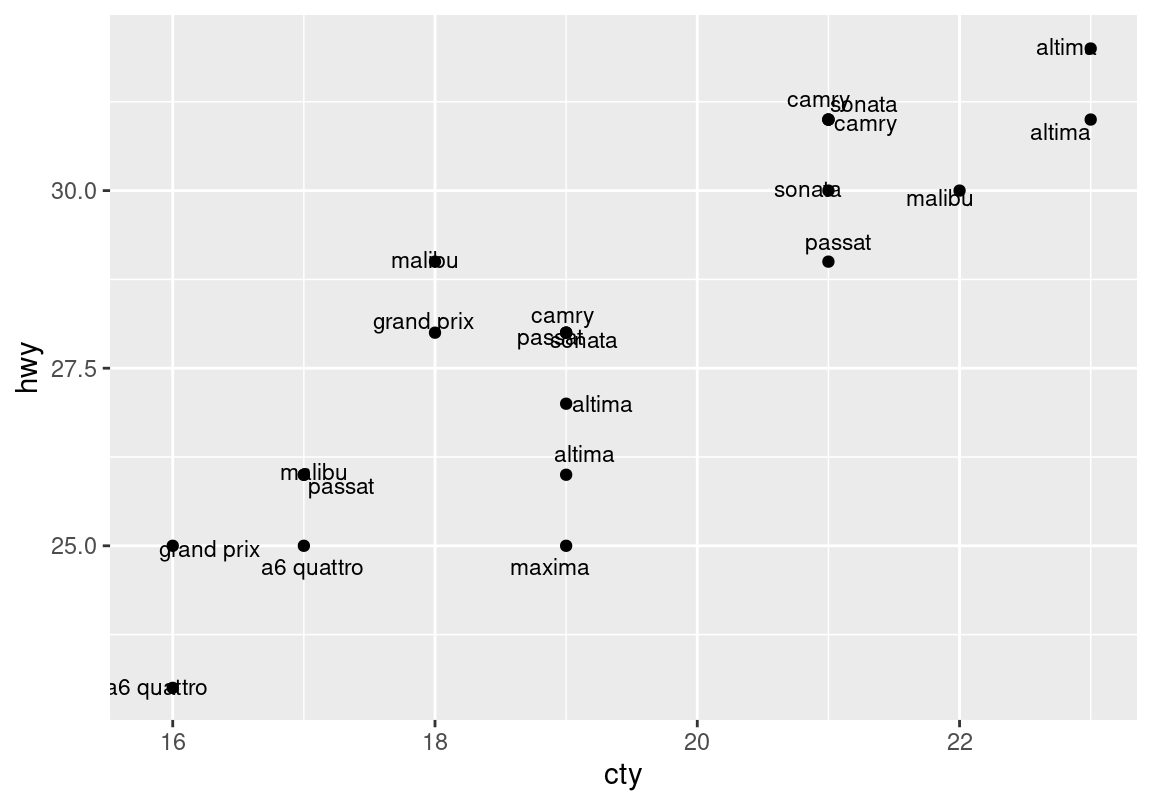 altima
camry
sonata
camry
altima
30.0
sonata
malibu
passat
malibu
grand prix
camry
passat
sonata
27.5
altima
altima
malibu
passat
25.0
grand prix
a6 quattro
maxima
a6 quattro
16
18
20
22
cty
hwy